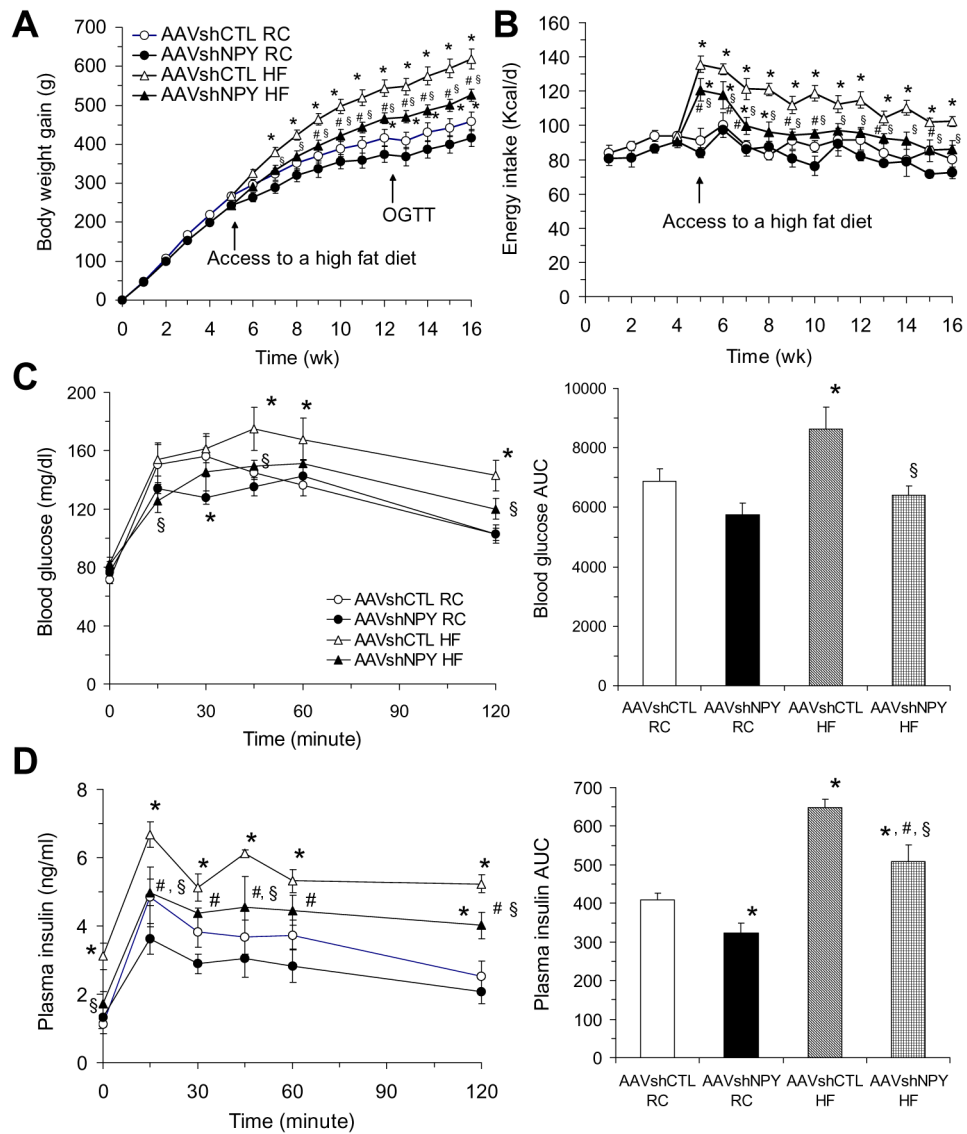 A
Body weight gain (g)
700
600
500
400
300
200
100
0
AAVshCTL RC
AAVshNPY RC
AAVshCTL HF
AAVshNPY HF
* * * * * * * * * *
# § # § # § # § # § # § # § # §
§ §
* * * * *
OGTT
Access to a high fat diet
0 2 4 6 8 10 12 14 16
Time (wk)
B
Energy intake (Kcal/d)
160
140
120
100
80
60
40
20
0
* * * * * * * * * * * *
Access to a high fat diet
0 2 4 6 8 10 12 14 16
Time (wk)
C
Blood glucose (mg/dl)
200
160
120
80
40
0
* * *
§
§
§
*
AAVshCTL RC
AAVshNPY RC
AAVshCTL HF
AAVshNPY HF
0 30 60 90 120
Time (minute)
Blood glucose AUC
10000
8000
6000
4000
2000
0
*
§
AAVshCTL RC
AAVshNPY RC
AAVshCTL HF
AAVshNPY HF
D
Plasma insulin (ng/ml)
8
6
4
2
0
* * * * * *
§
# , §
#
# , §
#
* # §
0 30 60 90 120
Time (minute)
Plasma insulin AUC
700
600
500
400
300
200
100
0
*
*
* , # , §
AAVshCTL RC
AAVshNPY RC
AAVshCTL HF
AAVshNPY HF